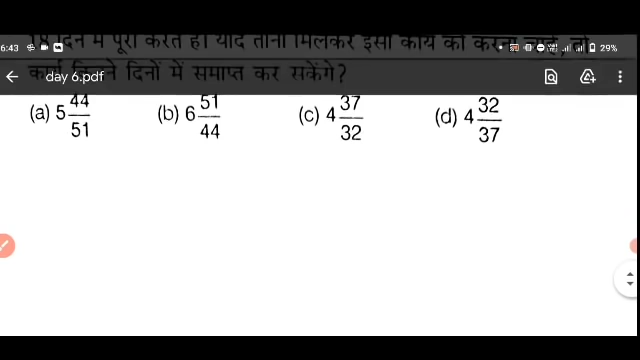 6:43 29%
18 दिन में पूरा करते हैं। यदि तीनों मिलकर इसी कार्य को करना चाहें, तो
day 6.pdf
कार्य कितने दिनों में समाप्त कर सकेंगे?
(a) 5 44/51 (b) 6 51/44 (c) 4 37/32 (d) 4 32/37